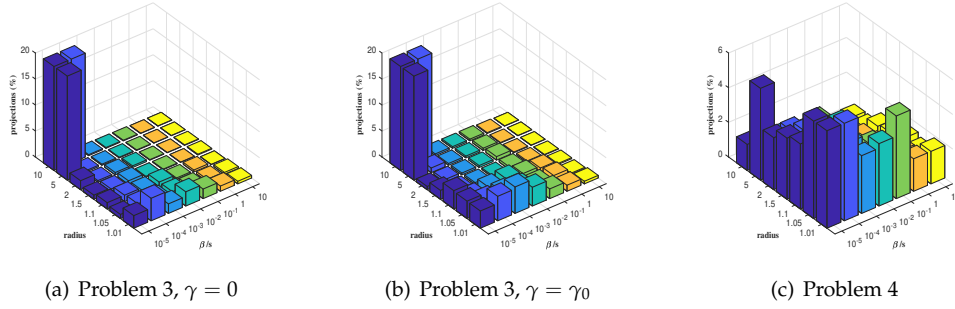 projections (%)
20
15
10
5
0
10
5
2
1.5
1.1
1.05
1.01
radius
10⁻⁵ 10⁻⁴ 10⁻³ 10⁻² 10⁻¹ 1 10
β/s
(a) Problem 3, γ = 0
projections (%)
20
15
10
5
0
10
5
2
1.5
1.1
1.05
1.01
radius
10⁻⁵ 10⁻⁴ 10⁻³ 10⁻² 10⁻¹ 1 10
β/s
(b) Problem 3, γ = γ₀
projections (%)
6
4
2
0
10
5
2
1.5
1.1
1.05
1.01
radius
10⁻⁵ 10⁻⁴ 10⁻³ 10⁻² 10⁻¹ 1
β/s
(c) Problem 4